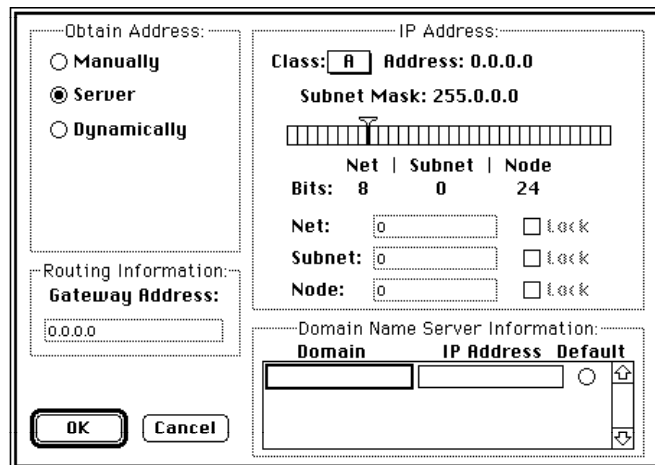 Obtain Address:
Manually
Server
Dynamically
Routing Information:
Gateway Address:
0.0.0.0
OK
Cancel
IP Address:
Class: A Address: 0.0.0.0
Subnet Mask: 255.0.0.0
Net | Subnet | Node
Bits: 8 0 24
Net: 0 Lock
Subnet: 0 Lock
Node: 0 Lock
Domain Name Server Information:
Domain IP Address Default